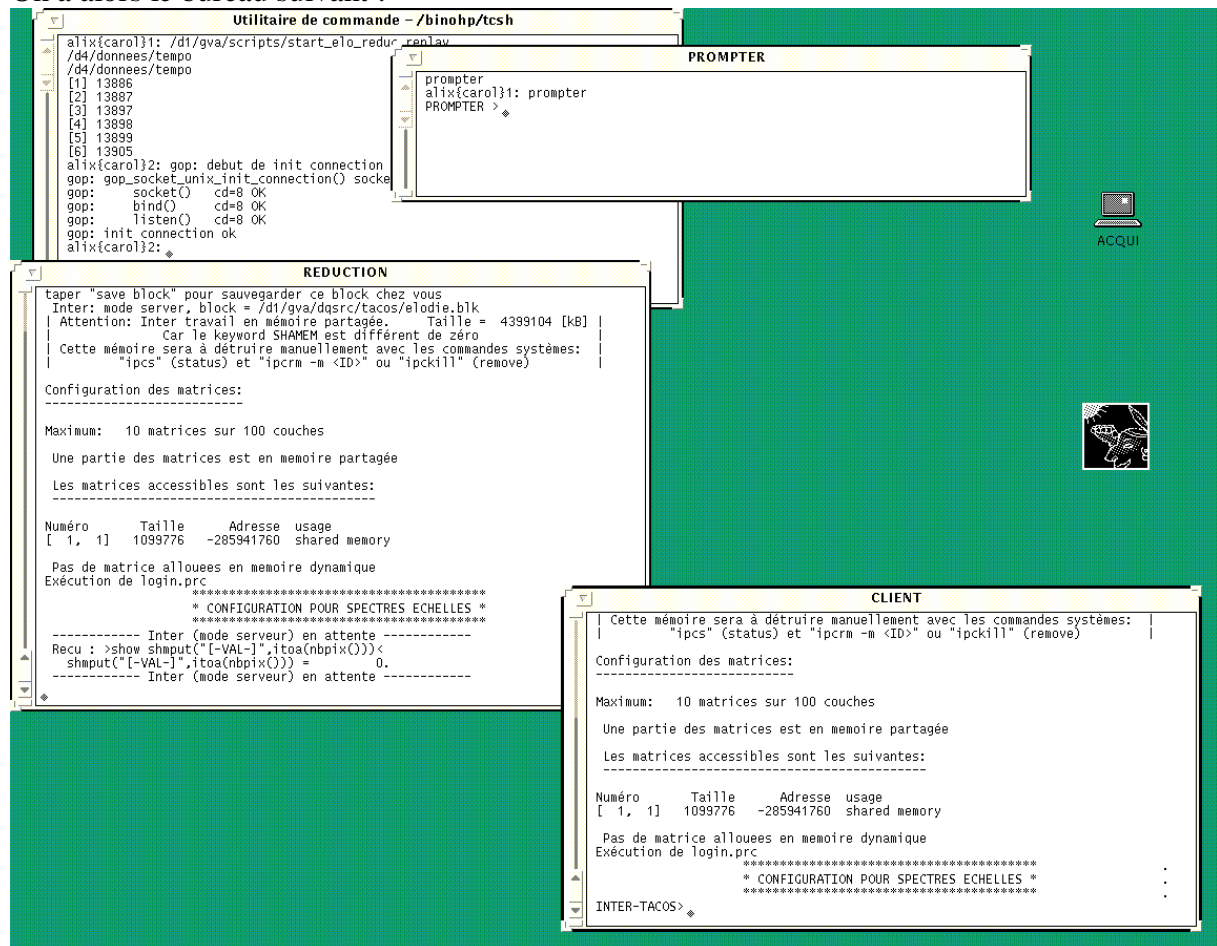 Utilitaire de commande – /binohp/tcsh
alix{carol}1: /d1/gva/scripts/start_elo_reduc_replay
/d4/donnees/tempo
/d4/donnees/tempo
[1] 13886
[2] 13887
[3] 13897
[4] 13898
[5] 13899
[6] 13905
alix{carol}2: gop: debut de init connection
gop: gop_socket_unix_init_connection() socke
gop: socket() cd=8 OK
gop: bind() cd=8 OK
gop: listen() cd=8 OK
gop: init connection ok
alix{carol}2:
PROMPTER
prompter
alix{carol}1: prompter
PROMPTER >
ACQUI
REDUCTION
taper "save block" pour sauvegarder ce block chez vous
Inter: mode server, block = /d1/gva/dqsrc/tacos/elodie.blk
| Attention: Inter travail en mémoire partagée. Taille = 4399104 [kB] |
| Car le keyword SHAMEM est différent de zéro |
| Cette mémoire sera à détruire manuellement avec les commandes systèmes: |
| "ipcs" (status) et "ipcrm -m <ID>" ou "ipckill" (remove) |
Configuration des matrices:
---------------------------
Maximum: 10 matrices sur 100 couches
Une partie des matrices est en memoire partagée
Les matrices accessibles sont les suivantes:
--------------------------------------------
Numéro Taille Adresse usage
[ 1, 1] 1099776 -285941760 shared memory
Pas de matrice allouees en memoire dynamique
Exécution de login.prc
****************************************
* CONFIGURATION POUR SPECTRES ECHELLES *
****************************************
------------ Inter (mode serveur) en attente ------------
Recu : >show shmput("[-VAL-]",itoa(nbpix()))<
shmput("[-VAL-]",itoa(nbpix())) = 0.
------------ Inter (mode serveur) en attente ------------
CLIENT
| Cette mémoire sera à détruire manuellement avec les commandes systèmes: |
| "ipcs" (status) et "ipcrm -m <ID>" ou "ipckill" (remove) |
Configuration des matrices:
---------------------------
Maximum: 10 matrices sur 100 couches
Une partie des matrices est en memoire partagée
Les matrices accessibles sont les suivantes:
--------------------------------------------
Numéro Taille Adresse usage
[ 1, 1] 1099776 -285941760 shared memory
Pas de matrice allouees en memoire dynamique
Exécution de login.prc
****************************************
* CONFIGURATION POUR SPECTRES ECHELLES *
****************************************
INTER-TACOS>